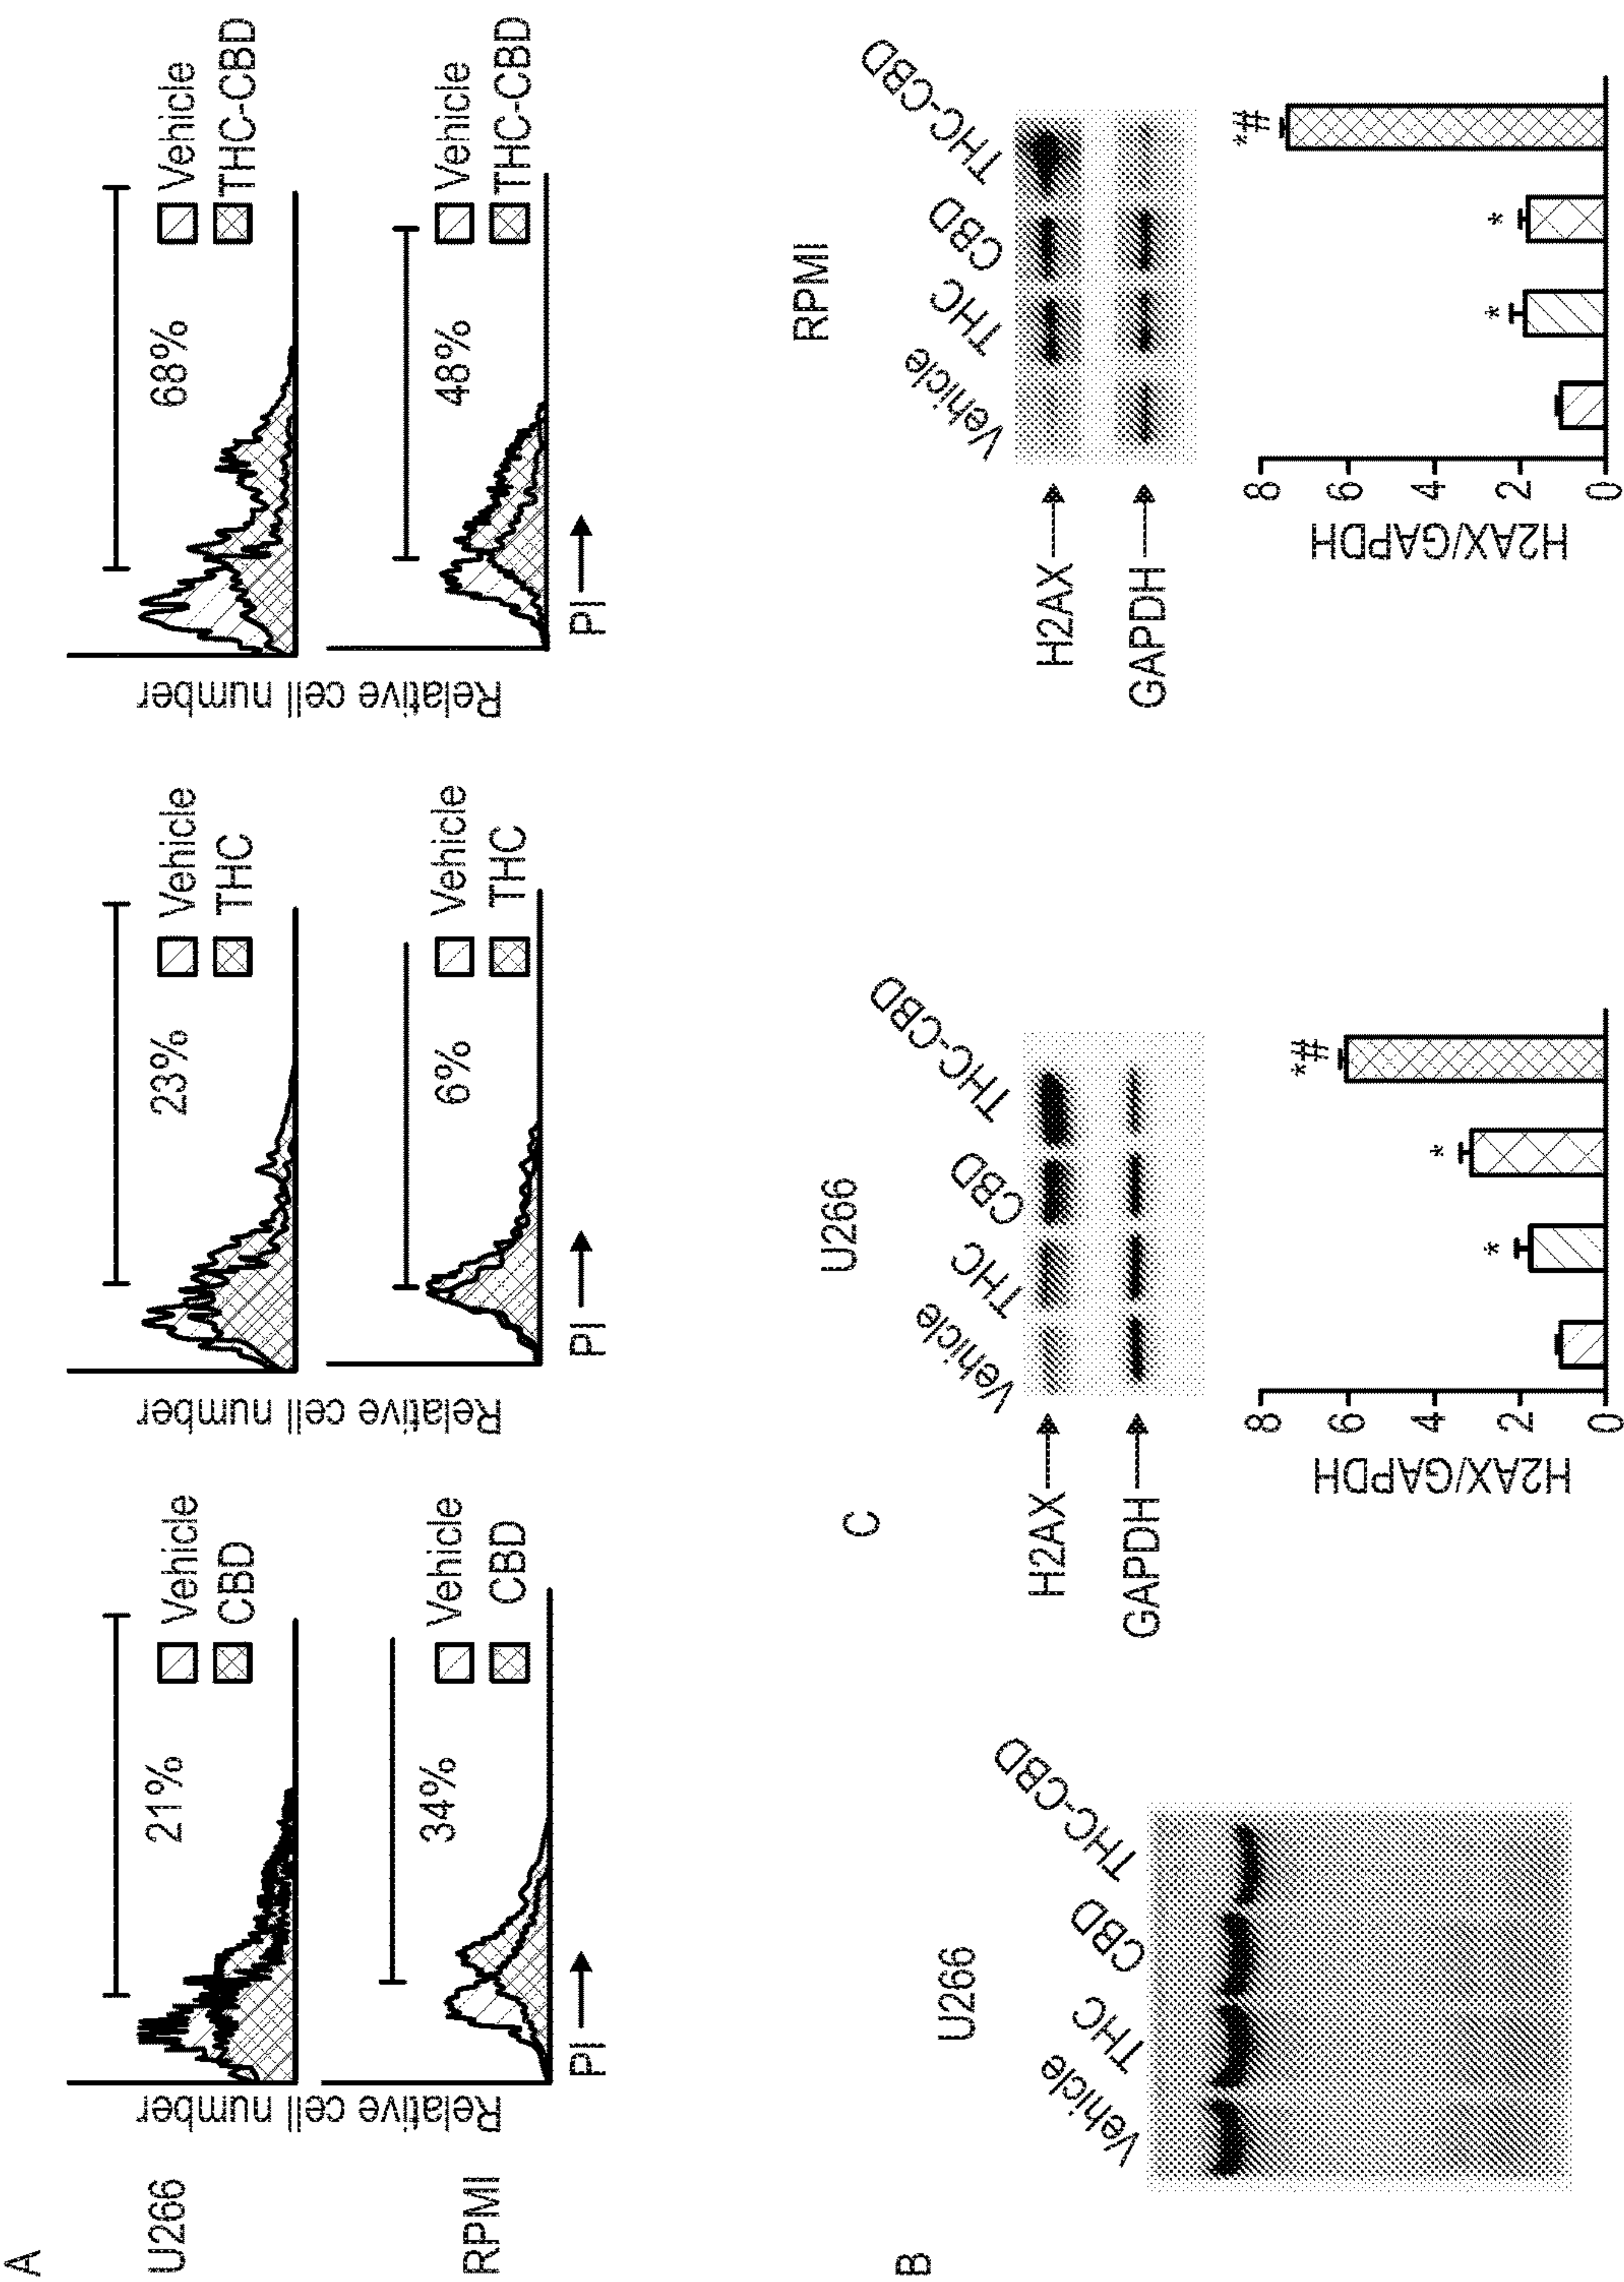 A
U266
Relative cell number
21%
Vehicle
CBD
Relative cell number
23%
Vehicle
THC
Relative cell number
68%
Vehicle
THC-CBD
RPMI
34%
Vehicle
CBD
PI
6%
Vehicle
THC
PI
48%
Vehicle
THC-CBD
PI
B
U266
Vehicle THC CBD THC-CBD
C
U266
Vehicle THC CBD THC-CBD
H2AX
GAPDH
H2AX/GAPDH
8
6
4
2
0
*
*
*#
RPMI
Vehicle THC CBD THC-CBD
H2AX
GAPDH
H2AX/GAPDH
8
6
4
2
0
*
*
*#